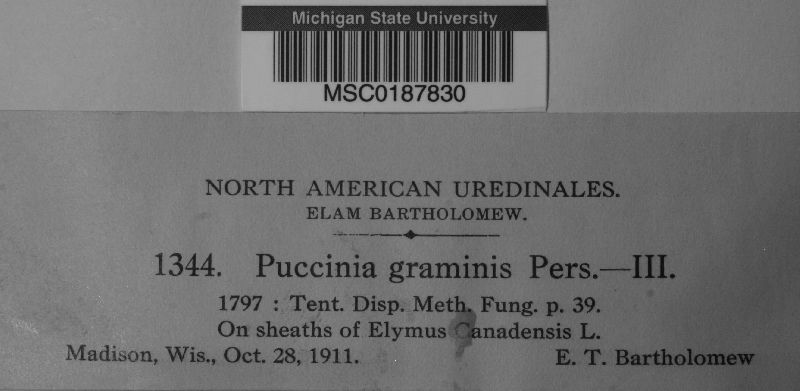 Michigan State University
MSC0187830
NORTH AMERICAN UREDINALES.
ELAM BARTHOLOMEW.
1344. Puccinia graminis Pers.—III.
1797 : Tent. Disp. Meth. Fung. p. 39.
On sheaths of Elymus Canadensis L.
Madison, Wis., Oct. 28, 1911. E. T. Bartholomew